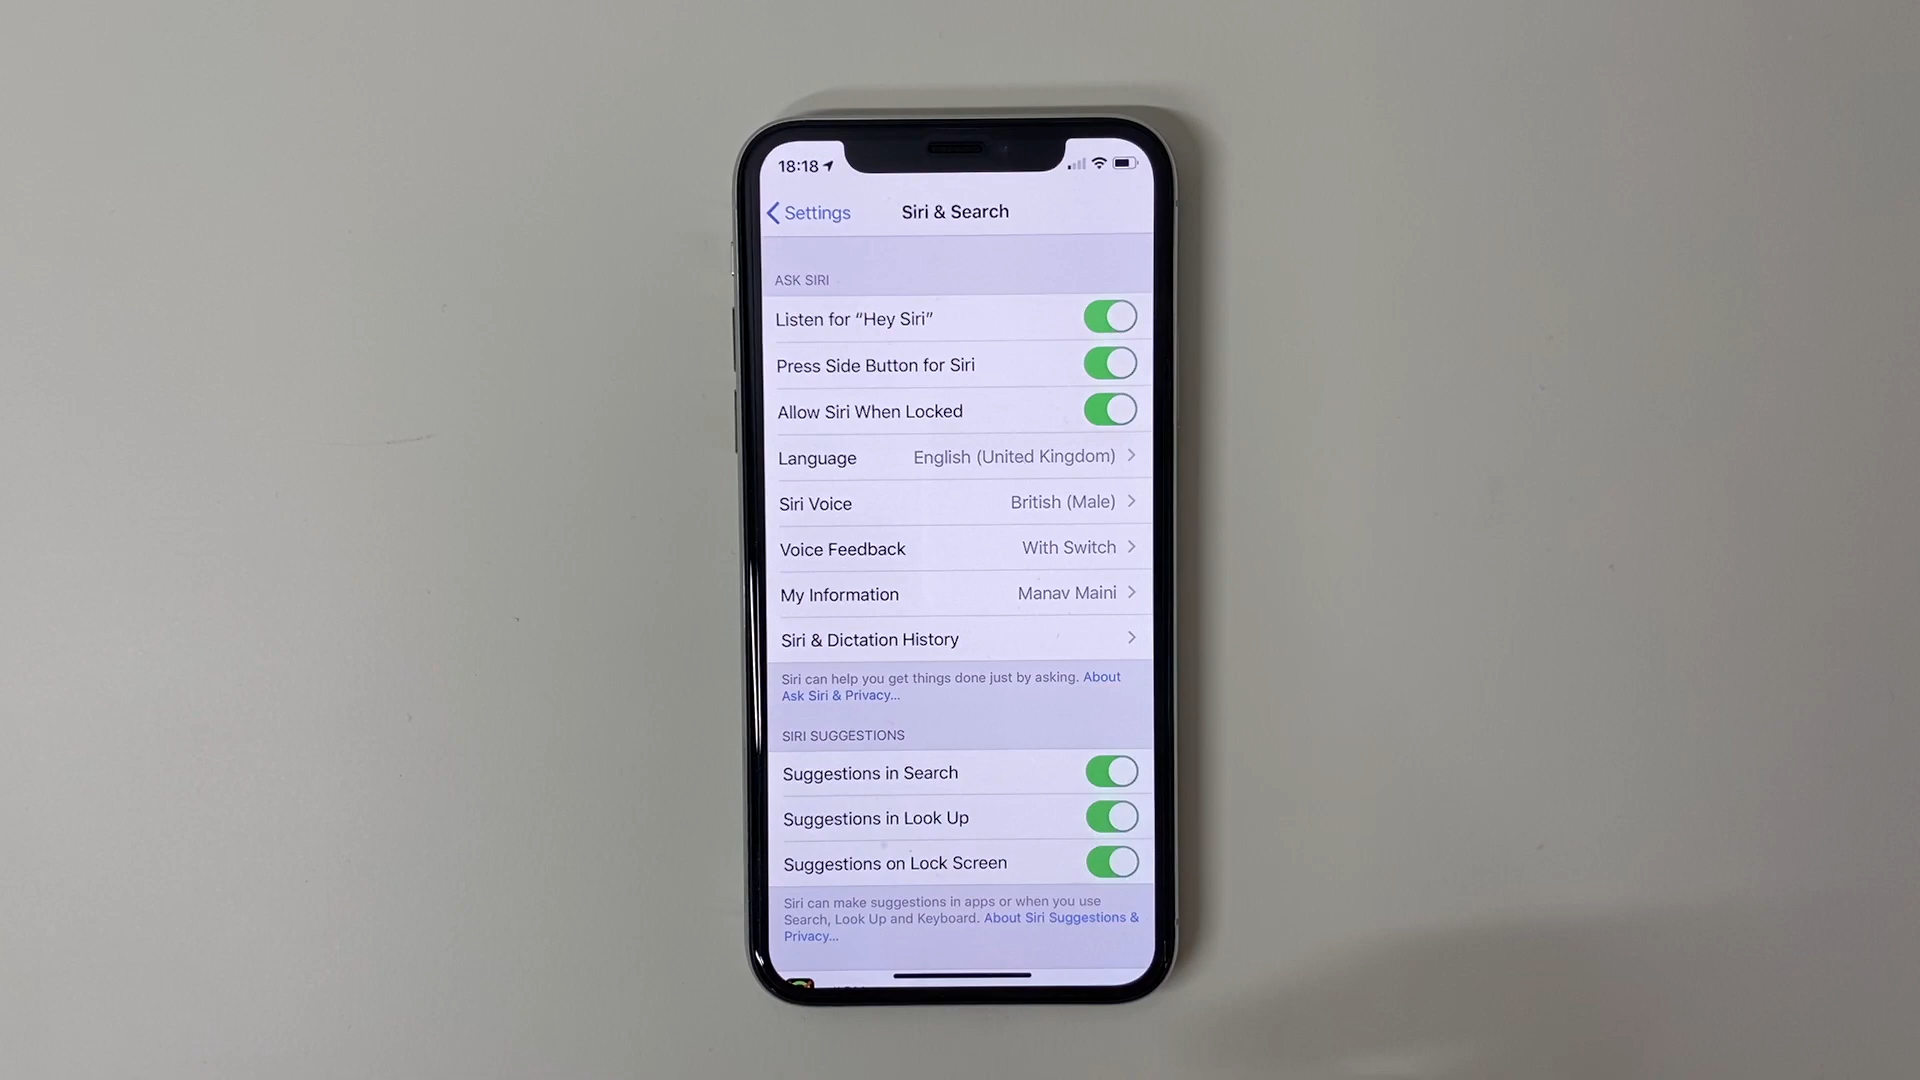 18:18
Settings
Siri & Search
ASK SIRI
Listen for “Hey Siri”
Press Side Button for Siri
Allow Siri When Locked
Language English (United Kingdom)
Siri Voice British (Male)
Voice Feedback With Switch
My Information Manav Maini
Siri & Dictation History
Siri can help you get things done just by asking. About
Ask Siri & Privacy...
SIRI SUGGESTIONS
Suggestions in Search
Suggestions in Look Up
Suggestions on Lock Screen
Siri can make suggestions in apps or when you use
Search, Look Up and Keyboard. About Siri Suggestions &
Privacy...